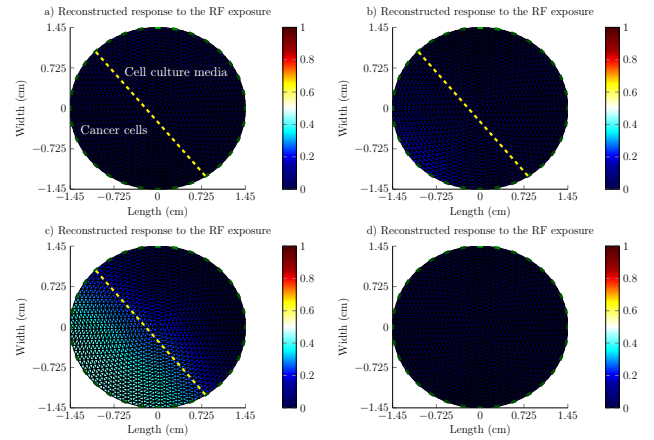 a) Reconstructed response to the RF exposure
1.45
0.725
0
−0.725
−1.45
Width (cm)
Cell culture media
Cancer cells
−1.45 −0.725 0 0.725 1.45
Length (cm)
1
0.8
0.6
0.4
0.2
0
b) Reconstructed response to the RF exposure
1.45
0.725
0
−0.725
−1.45
Width (cm)
−1.45 −0.725 0 0.725 1.45
Length (cm)
1
0.8
0.6
0.4
0.2
0
c) Reconstructed response to the RF exposure
1.45
0.725
0
−0.725
−1.45
Width (cm)
−1.45 −0.725 0 0.725 1.45
Length (cm)
1
0.8
0.6
0.4
0.2
0
d) Reconstructed response to the RF exposure
1.45
0.725
0
−0.725
−1.45
Width (cm)
−1.45 −0.725 0 0.725 1.45
Length (cm)
1
0.8
0.6
0.4
0.2
0